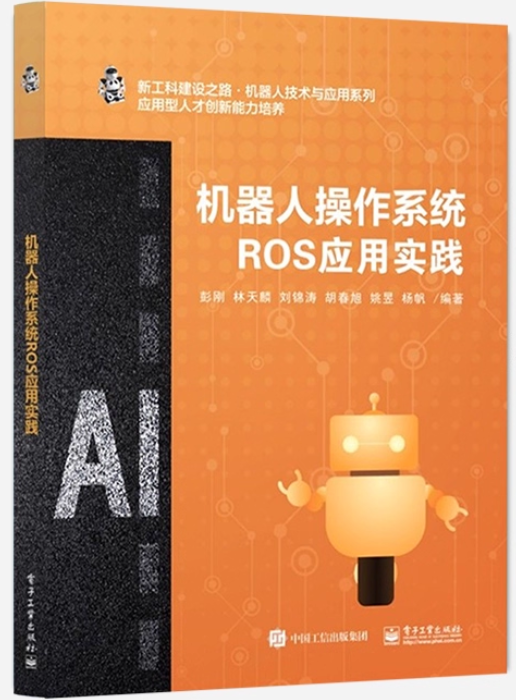 新工科建设之路·机器人技术与应用系列
应用型人才创新能力培养
机器人操作系统
ROS应用实践
彭刚 林天麟 刘锦涛 胡春旭 姚昱 杨帆 /编著
机器人操作系统ROS应用实践
AI
电子工业出版社
中国工信出版集团
电子工业出版社